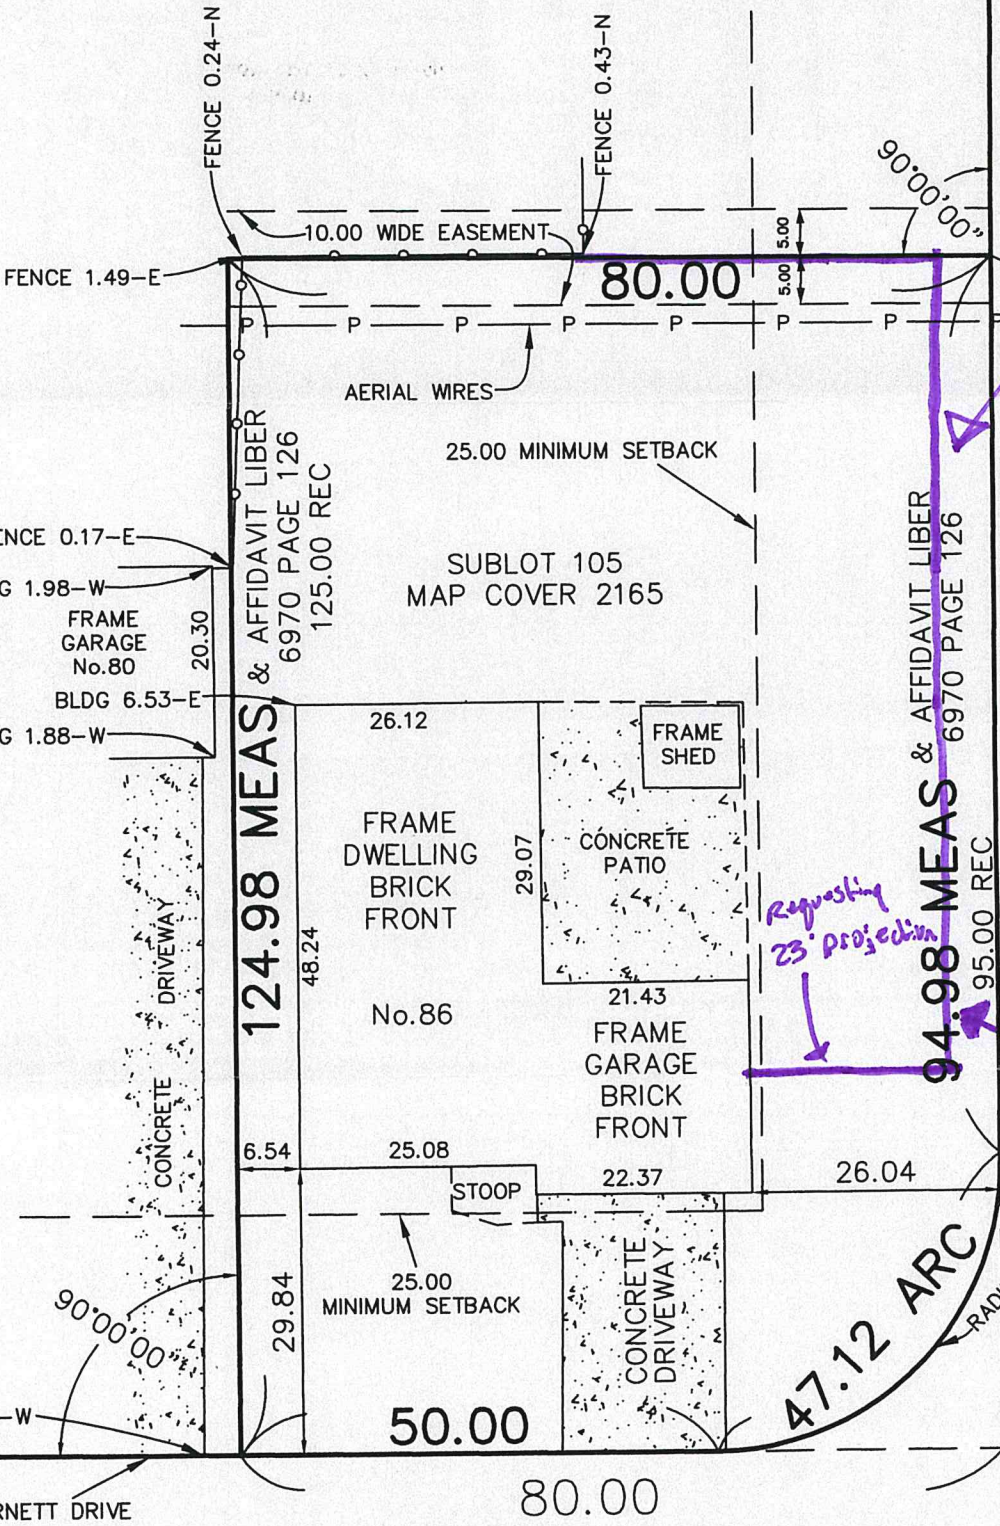 FENCE 0.24-N
FENCE 0.43-N
90°00'00"
10.00 WIDE EASEMENT
5.00
FENCE 1.49-E
80.00
5.00
P P P P P P P
AERIAL WIRES
25.00 MINIMUM SETBACK
& AFFIDAVIT LIBER
6970 PAGE 126
125.00 REC
124.98 MEAS
SUBLOT 105
MAP COVER 2165
& AFFIDAVIT LIBER
6970 PAGE 126
94.98 MEAS
95.00 REC
0.17-E
1.98-W
FRAME
GARAGE
No.80
20.30
BLDG 6.53-E
1.88-W
26.12
FRAME
SHED
FRAME
DWELLING
BRICK
FRONT
48.24
29.07
CONCRETE
PATIO
Requesting
23' projection
No.86
21.43
FRAME
GARAGE
BRICK
FRONT
CONCRETE DRIVEWAY
6.54
25.08
22.37
26.04
STOOP
25.00
MINIMUM SETBACK
29.84
CONCRETE
DRIVEWAY
90°00'00"
47.12 ARC
-W
50.00
80.00
DRIVE